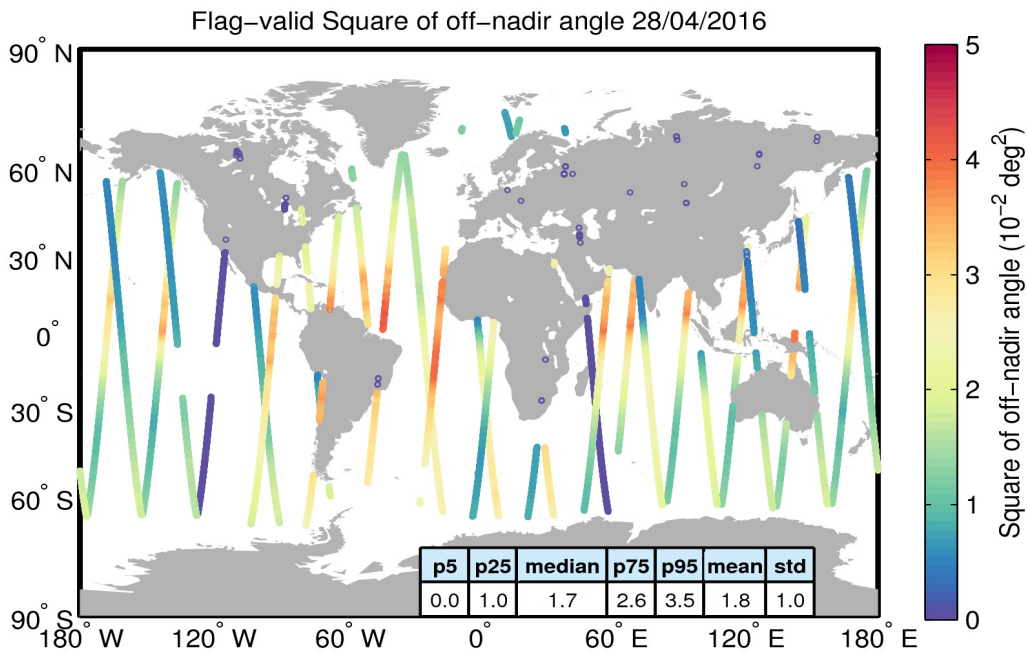 Flag−valid Square of off−nadir angle 28/04/2016
90° N
60° N
30° N
0°
30° S
60° S
90° S
180° W
120° W
60° W
0°
60° E
120° E
180° E
p5 p25 median p75 p95 mean std
0.0 1.0 1.7 2.6 3.5 1.8 1.0
5
4
3
2
1
0
Square of off−nadir angle (10⁻² deg²)